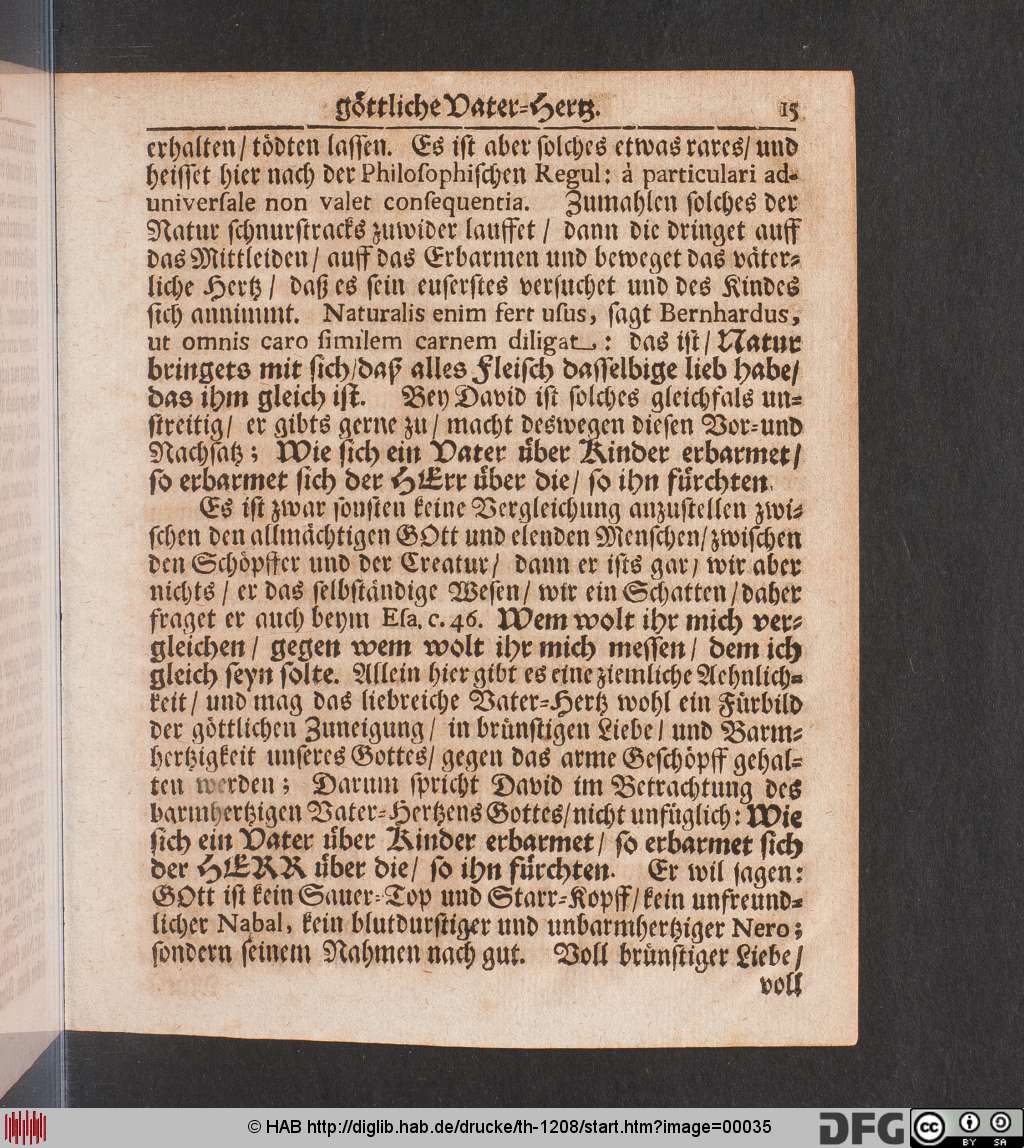 göttliche Vater-Hertz. 15
erhalten/ tödten lassen. Es ist aber solches etwas rares/ und
heisset hier nach der Philosophischen Regul: à particulari ad-
universale non valet consequentia. Zumahlen solches der
Natur schnurstracks zuwider lauffet / dann die dringet auff
das Mittleiden/ auff das Erbarmen und beweget das väter-
liche Hertz / daß es sein euserstes versuchet und des Kindes
sich annimmt. Naturalis enim fert usus, sagt Bernhardus,
ut omnis caro similem carnem diligat: das ist/ Natur
bringets mit sich/daß alles Fleisch dasselbige lieb habe/
das ihm gleich ist. Bey David ist solches gleichfals un-
streitig/ er gibts gerne zu/ macht deswegen diesen Vor-und
Nachsatz; Wie sich ein Vater über Kinder erbarmet/
so erbarmet sich der HErr über die/ so ihn fürchten.
Es ist zwar sonsten keine Vergleichung anzustellen zwi-
schen den allmächtigen GOtt und elenden Menschen/zwischen
den Schöpffer und der Creatur/ dann er ists gar/ wir aber
nichts/ er das selbständige Wesen/ wir ein Schatten/daher
fraget er auch beym Esa. c. 46. Wem wolt ihr mich ver-
gleichen/ gegen wem wolt ihr mich messen/ dem ich
gleich seyn solte. Allein hier gibt es eine ziemliche Aehnlich-
keit/ und mag das liebreiche Vater-Hertz wohl ein Fürbild
der göttlichen Zuneigung/ in brünstigen Liebe/ und Barm-
hertzigkeit unseres Gottes/ gegen das arme Geschöpff gehal-
ten werden; Darum spricht David im Betrachtung des
barmhertzigen Vater-Hertzens Gottes/nicht unfüglich: Wie
sich ein Vater über Kinder erbarmet/ so erbarmet sich
der HERR über die/ so ihn fürchten. Er wil sagen:
GOtt ist kein Sauer-Top und Starr-Kopff/kein unfreund-
licher Nabal, kein blutdurstiger und unbarmhertziger Nero;
sondern seinem Nahmen nach gut. Voll brünstiger Liebe/
voll
© HAB http://diglib.hab.de/drucke/th-1208/start.htm?image=00035
DFG
cc BY SA